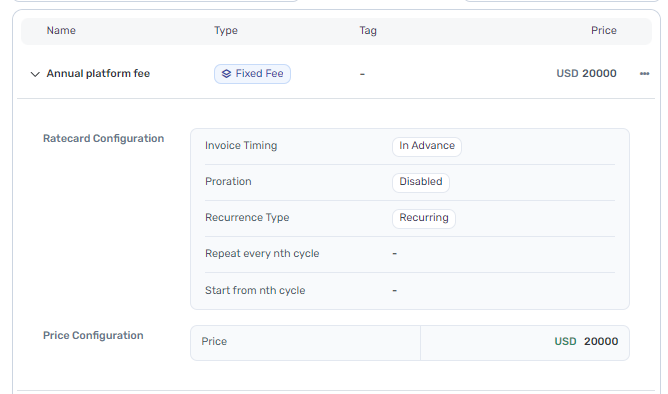 Name Type Tag Price
Annual platform fee Fixed Fee - USD 20000
Ratecard Configuration
Invoice Timing In Advance
Proration Disabled
Recurrence Type Recurring
Repeat every nth cycle -
Start from nth cycle -
Price Configuration
Price USD 20000